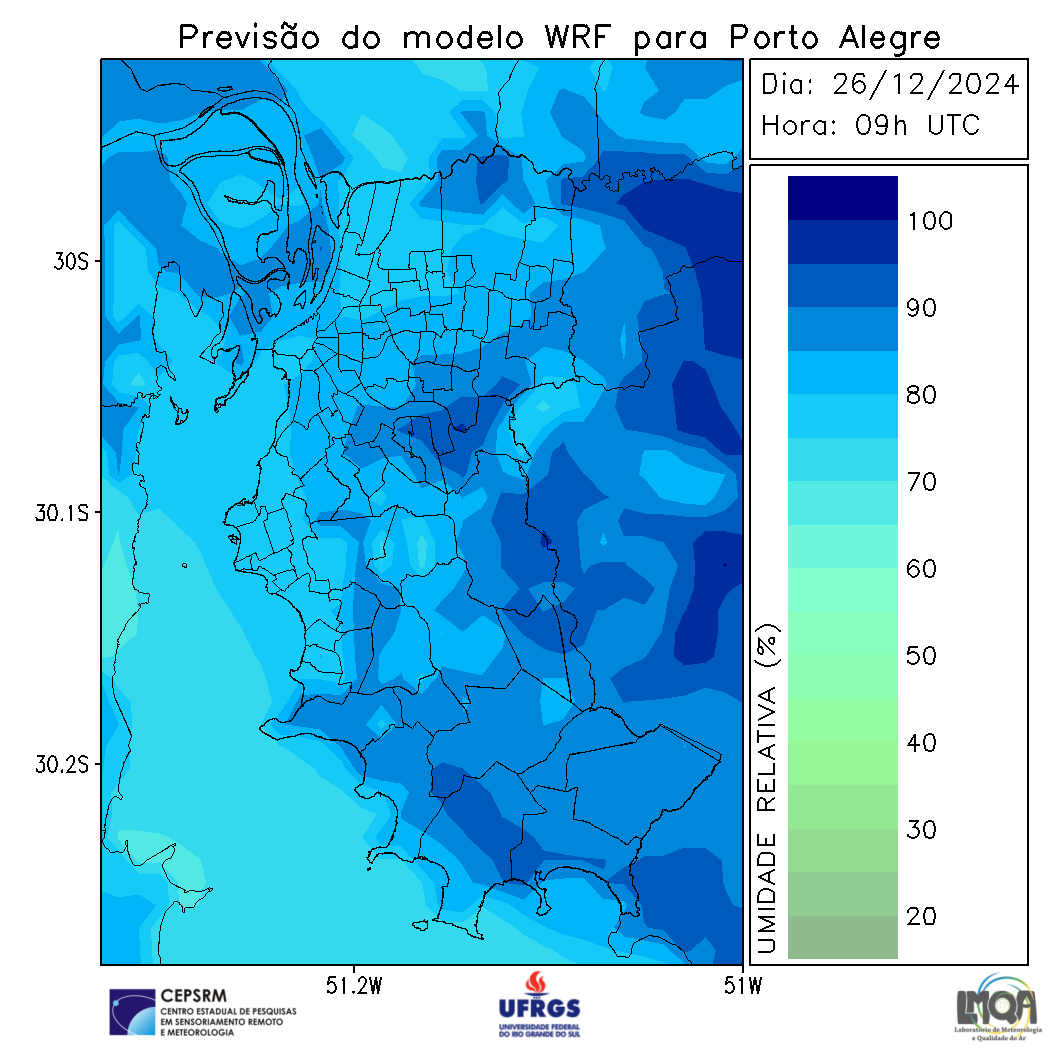 Previsão do modelo WRF para Porto Alegre
Dia: 26/12/2024
Hora: 09h UTC
30S
30.1S
30.2S
51.2W
51W
UMIDADE RELATIVA (%)
100
90
80
70
60
50
40
30
20
CEPSRM
CENTRO ESTADUAL DE PESQUISAS
EM SENSORIAMENTO REMOTO
E METEOROLOGIA
UFRGS
UNIVERSIDADE FEDERAL
DO RIO GRANDE DO SUL
LMQA
Laboratório de Meteorologia
e Qualidade do Ar